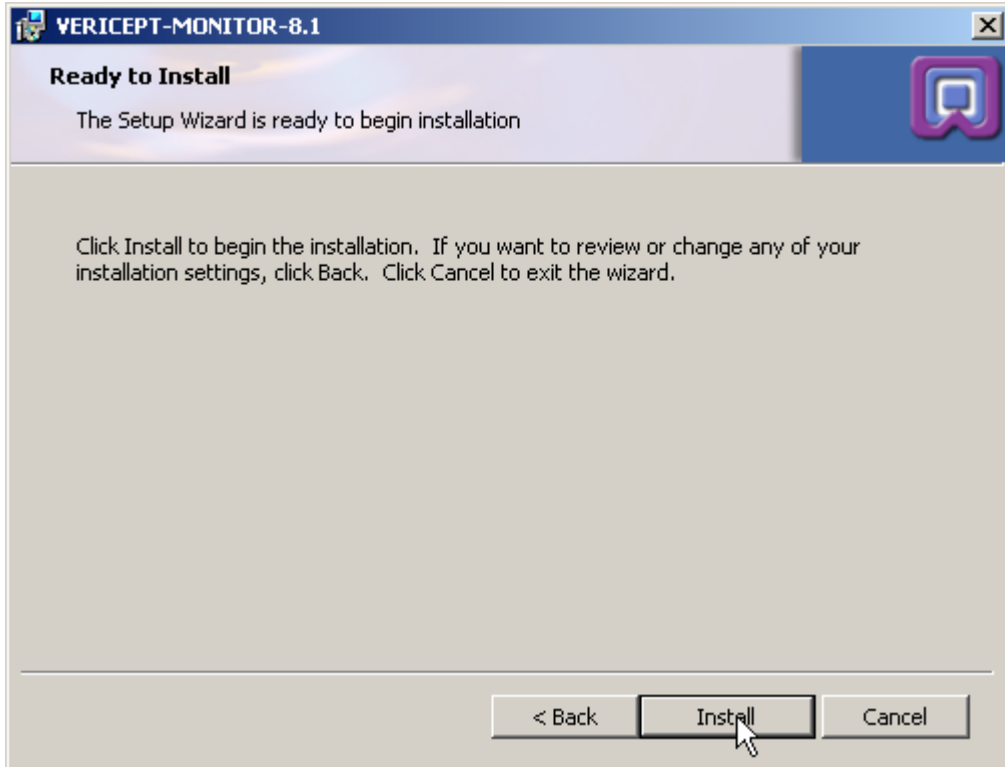 VERICEPT-MONITOR-8.1
Ready to Install
The Setup Wizard is ready to begin installation
Click Install to begin the installation.  If you want to review or change any of your
installation settings, click Back.  Click Cancel to exit the wizard.
< Back
Install
Cancel